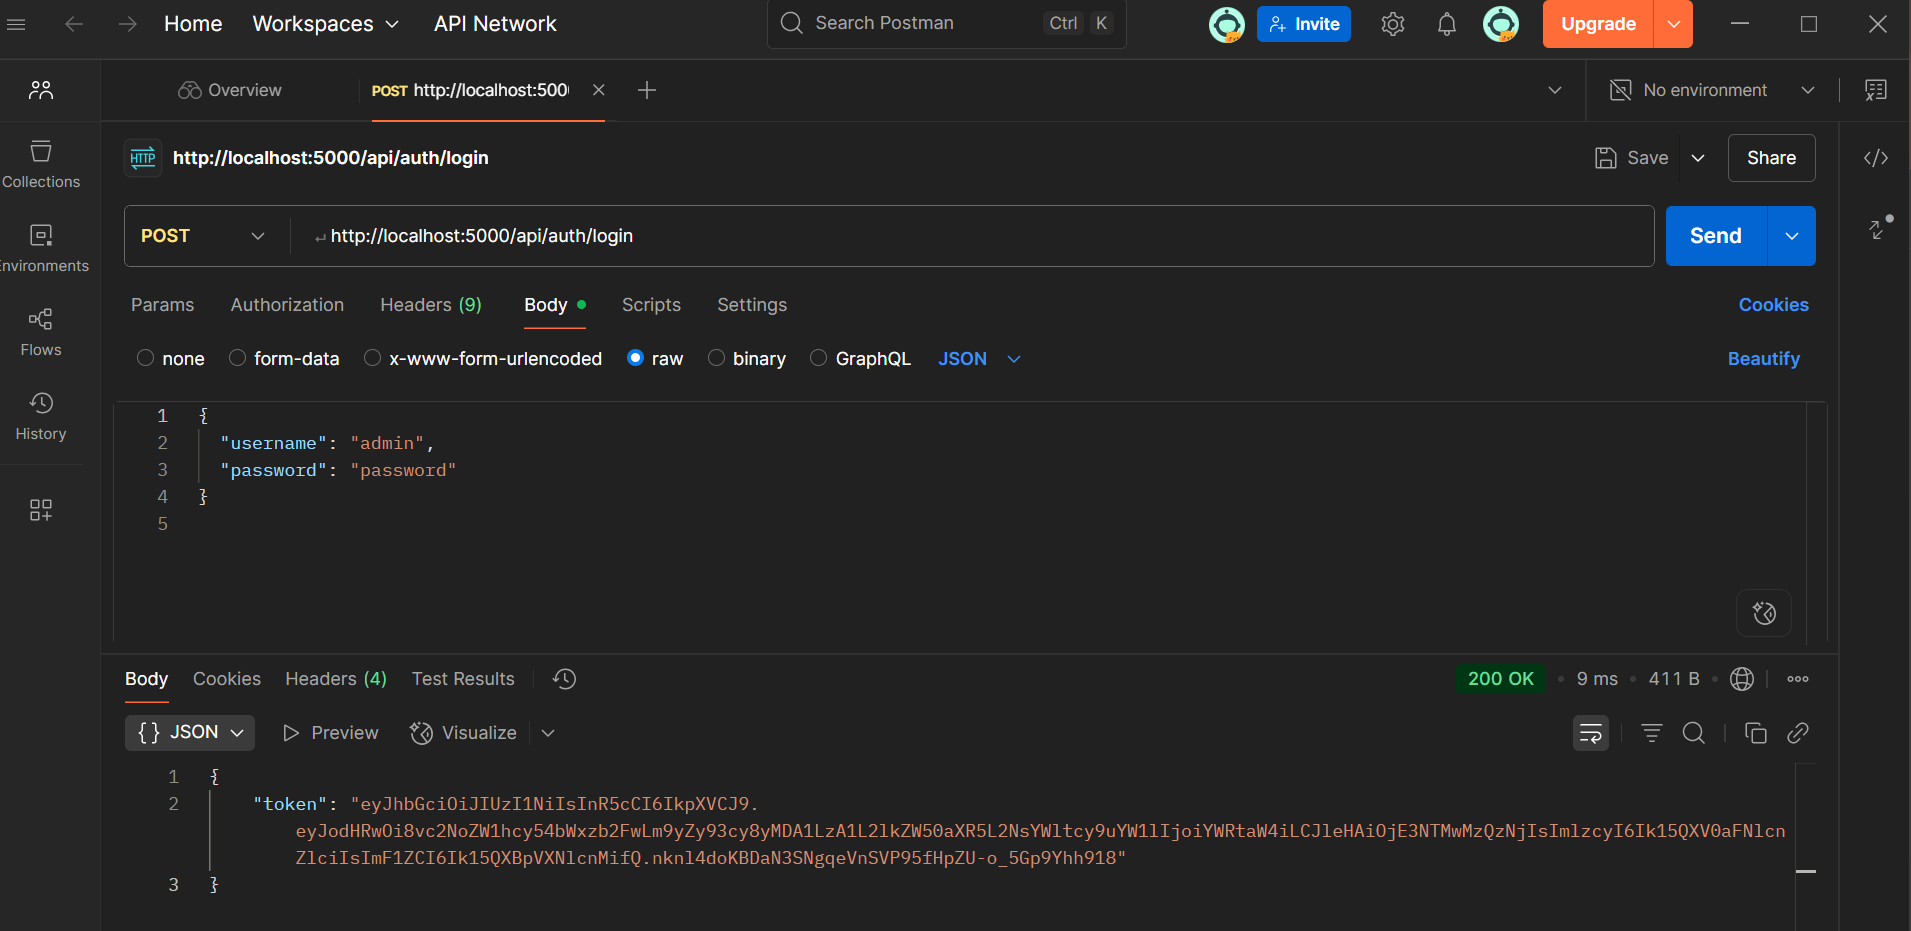 Home Workspaces API Network Search Postman Ctrl K Invite Upgrade
Overview POST http://localhost:500 No environment
HTTP http://localhost:5000/api/auth/login Save Share
Collections
POST http://localhost:5000/api/auth/login Send
nvironments
Params Authorization Headers (9) Body Scripts Settings Cookies
Flows
none form-data x-www-form-urlencoded raw binary GraphQL JSON Beautify
History
1 {
2 "username": "admin",
3 "password": "password"
4 }
5
Body Cookies Headers (4) Test Results 200 OK • 9 ms • 411 B •
{} JSON Preview Visualize
1 {
2 "token": "eyJhbGciOiJIUzI1NiIsInR5cCI6IkpXVCJ9.
eyJodHRwOi8vc2NoZW1hcy54bWxzb2FwLm9yZy93cy8yMDA1LzA1L2lkZW50aXR5L2NsYWltcy9uYW1lIjoiYWRtaW4iLCJleHAiOjE3NTMwMzQzNjIsImlzcyI6Ik15QXV0aFNlcn
ZlciIsImF1ZCI6Ik15QXBpVXNlcnMifQ.nknl4doKBDaN3SNgqeVnSVP95fHpZU-o_5Gp9Yhh918"
3 }